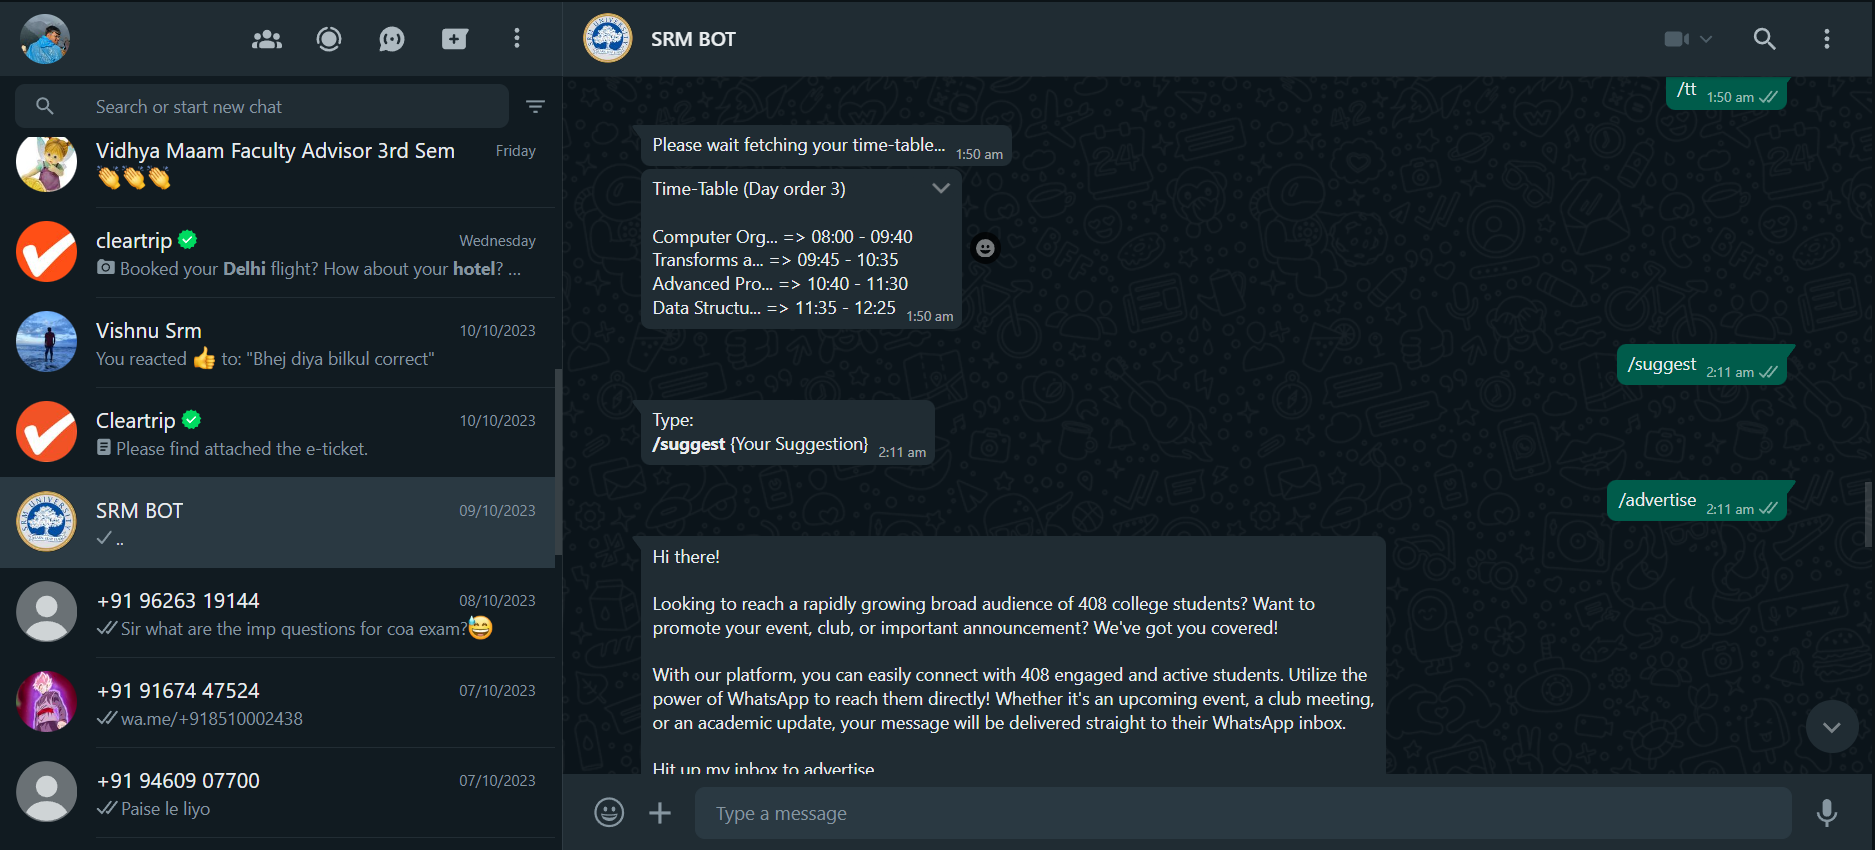 Search or start new chat
Vidhya Maam Faculty Advisor 3rd Sem
Friday
👏👏👏
cleartrip
Wednesday
Booked your Delhi flight? How about your hotel? ...
Vishnu Srm
10/10/2023
You reacted 👍 to: "Bhej diya bilkul correct"
Cleartrip
10/10/2023
Please find attached the e-ticket.
SRM BOT
09/10/2023
..
+91 96263 19144
08/10/2023
Sir what are the imp questions for coa exam?😅
+91 91674 47524
07/10/2023
wa.me/+918510002438
+91 94609 07700
07/10/2023
Paise le liyo
SRM BOT
/tt
1:50 am
Please wait fetching your time-table...
1:50 am
Time-Table (Day order 3)
Computer Org... => 08:00 - 09:40
Transforms a... => 09:45 - 10:35
Advanced Pro... => 10:40 - 11:30
Data Structu... => 11:35 - 12:25
1:50 am
/suggest
2:11 am
Type:
/suggest {Your Suggestion}
2:11 am
/advertise
2:11 am
Hi there!
Looking to reach a rapidly growing broad audience of 408 college students? Want to
promote your event, club, or important announcement? We've got you covered!
With our platform, you can easily connect with 408 engaged and active students. Utilize the
power of WhatsApp to reach them directly! Whether it's an upcoming event, a club meeting,
or an academic update, your message will be delivered straight to their WhatsApp inbox.
Hit up my inbox to advertise
Type a message